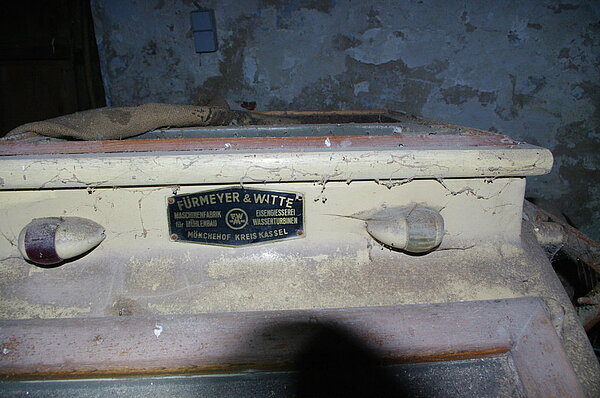 FÜRMEYER & WITTE
MASCHINENFABRIK EISENGIESSEREI
für MÜHLENBAU WASSERTURBINEN
MÖNCHEHOF KREIS KASSEL